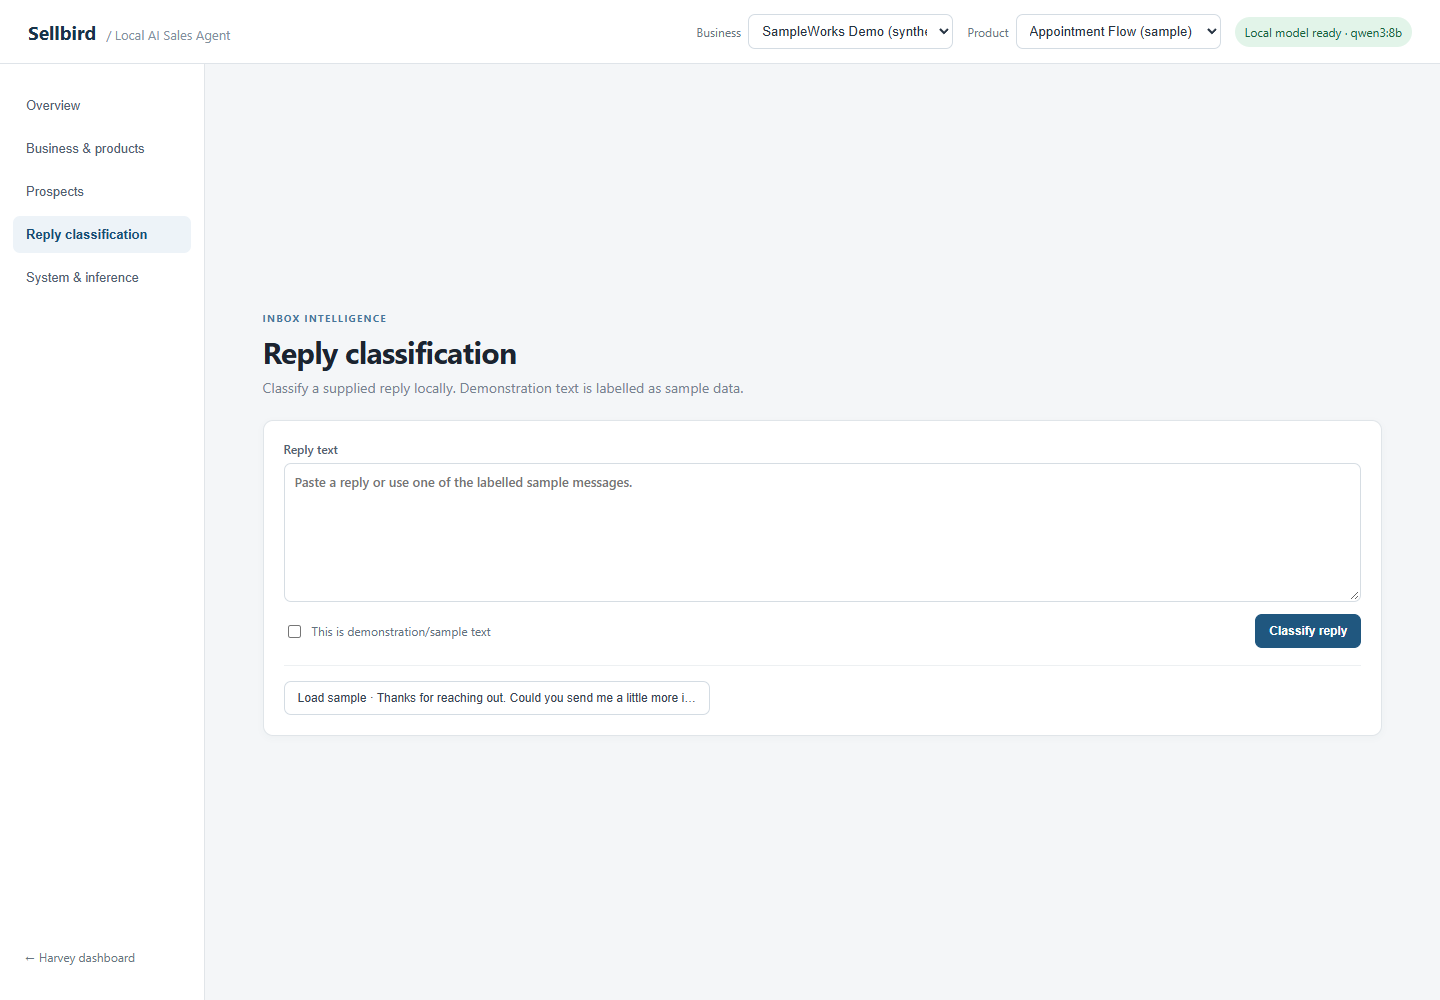 Sellbird / Local AI Sales Agent
Business
SampleWorks Demo (synthe
Product
Appointment Flow (sample)
Local model ready · qwen3:8b
Overview
Business & products
Prospects
Reply classification
System & inference
← Harvey dashboard
INBOX INTELLIGENCE
Reply classification
Classify a supplied reply locally. Demonstration text is labelled as sample data.
Reply text
Paste a reply or use one of the labelled sample messages.
This is demonstration/sample text
Classify reply
Load sample · Thanks for reaching out. Could you send me a little more i...